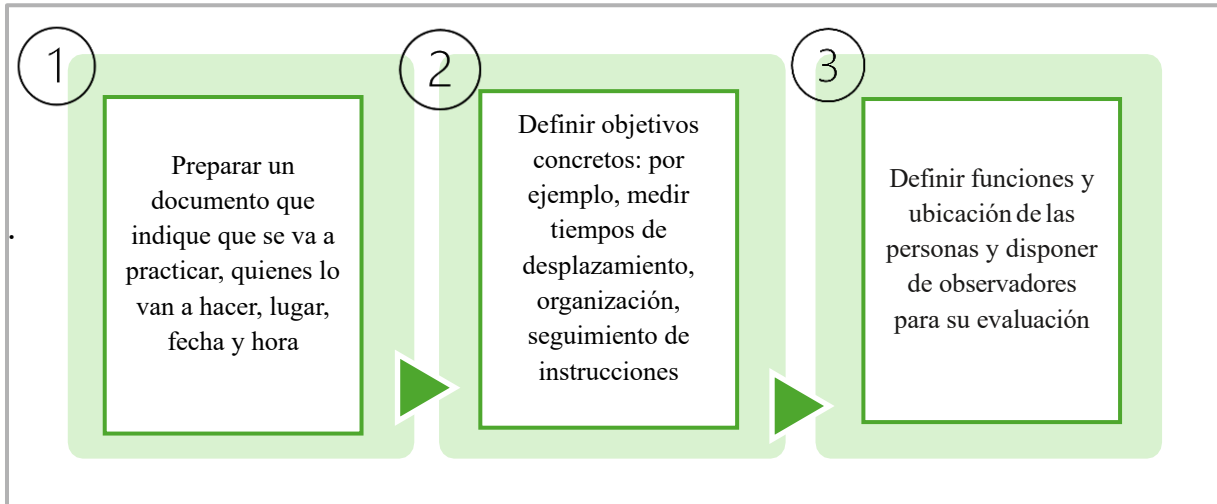 1
Preparar un
documento que
indique que se va a
practicar, quienes lo
van a hacer, lugar,
fecha y hora
2
Definir objetivos
concretos: por
ejemplo, medir
tiempos de
desplazamiento,
organización,
seguimiento de
instrucciones
3
Definir funciones y
ubicación de las
personas y disponer
de observadores
para su evaluación
.